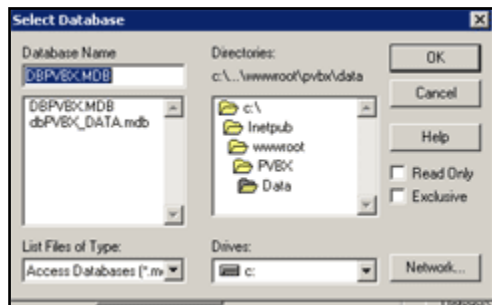 Select Database
Database Name
DBPVBX.MDB
DBPVBX.MDB
dbPVBX_DATA.mdb
List Files of Type:
Access Databases (*.m
Directories:
c:\...\wwwroot\pvbx\data
c:\
Inetpub
wwwroot
PVBX
Data
Drives:
c:
OK
Cancel
Help
Read Only
Exclusive
Network...